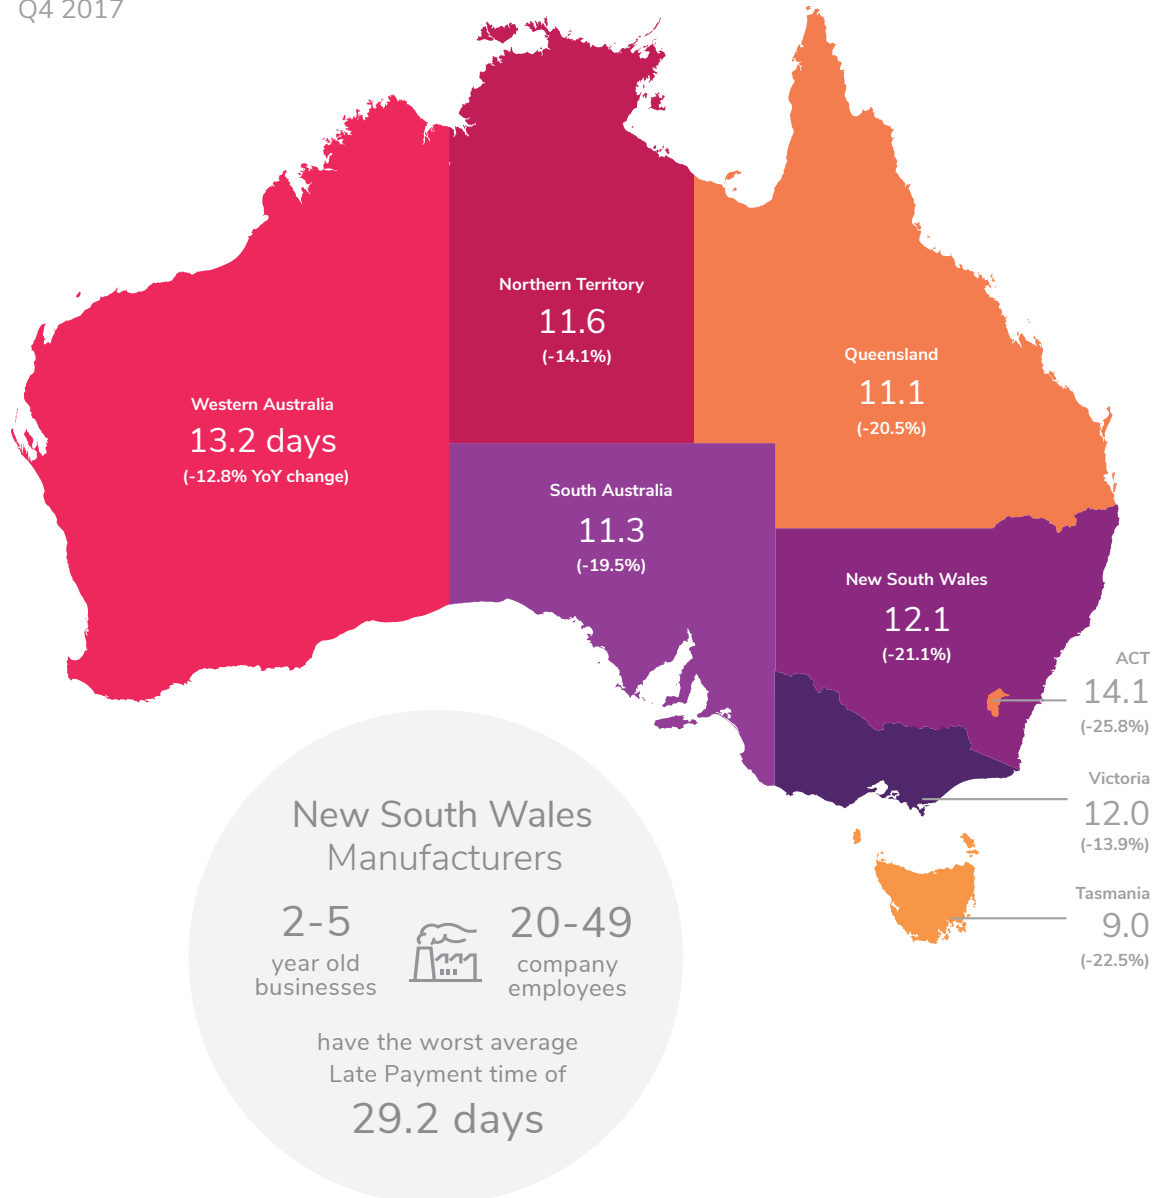 Q4 2017
Northern Territory
11.6
(-14.1%)
Queensland
11.1
(-20.5%)
Western Australia
13.2 days
(-12.8% YoY change)
South Australia
11.3
(-19.5%)
New South Wales
12.1
(-21.1%)
ACT
14.1
(-25.8%)
Victoria
12.0
(-13.9%)
Tasmania
9.0
(-22.5%)
New South Wales
Manufacturers
2-5
year old
businesses
20-49
company
employees
have the worst average
Late Payment time of
29.2 days